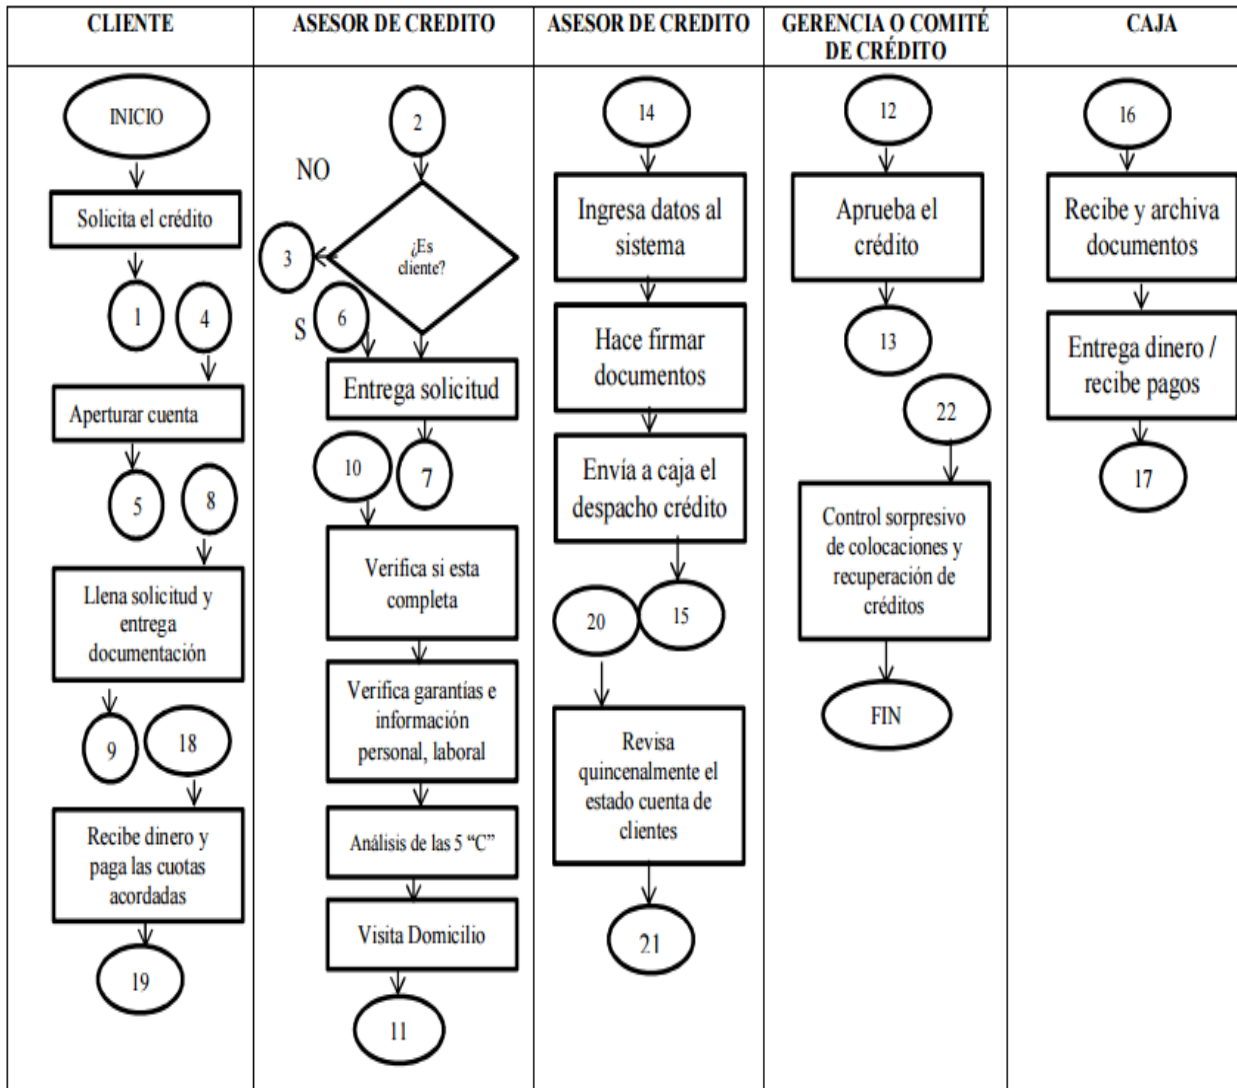 CLIENTE
INICIO
Solicita el crédito
1
4
Aperturar cuenta
5
8
Llena solicitud y
entrega
documentación
9
18
Recibe dinero y
paga las cuotas
acordadas
19
ASESOR DE CREDITO
2
NO
¿Es
cliente?
3
S
6
Entrega solicitud
10
7
Verifica si esta
completa
Verifica garantías e
información
personal, laboral
Análisis de las 5 “C”
Visita Domicilio
11
ASESOR DE CREDITO
14
Ingresa datos al
sistema
Hace firmar
documentos
Envía a caja el
despacho crédito
20
15
Revisa
quincenalmente el
estado cuenta de
clientes
21
GERENCIA O COMITÉ
DE CRÉDITO
12
Aprueba el
crédito
13
22
Control sorpresivo
de colocaciones y
recuperación de
créditos
FIN
CAJA
16
Recibe y archiva
documentos
Entrega dinero /
recibe pagos
17